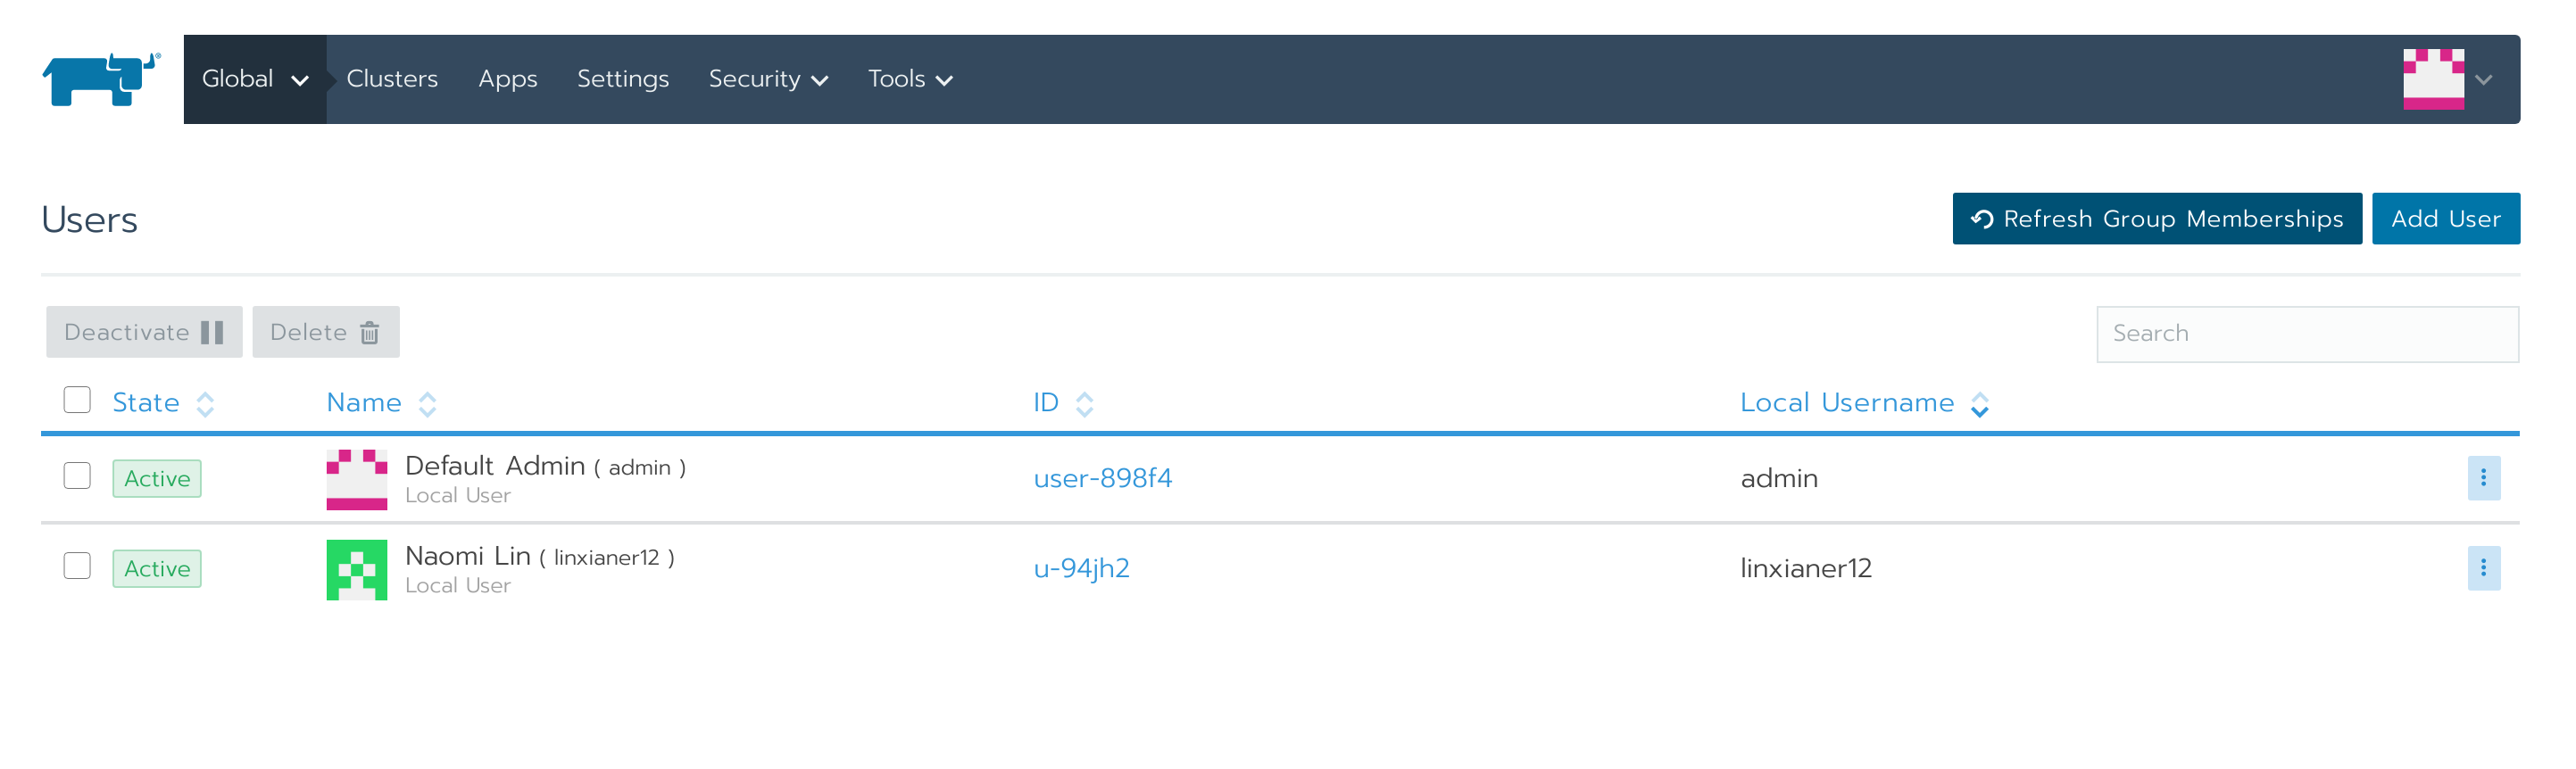 Global Clusters Apps Settings Security Tools
Users
Refresh Group Memberships Add User
Deactivate Delete
Search
State Name ID Local Username
Active Default Admin ( admin ) user-898f4 admin
Local User
Active Naomi Lin ( linxianer12 ) u-94jh2 linxianer12
Local User